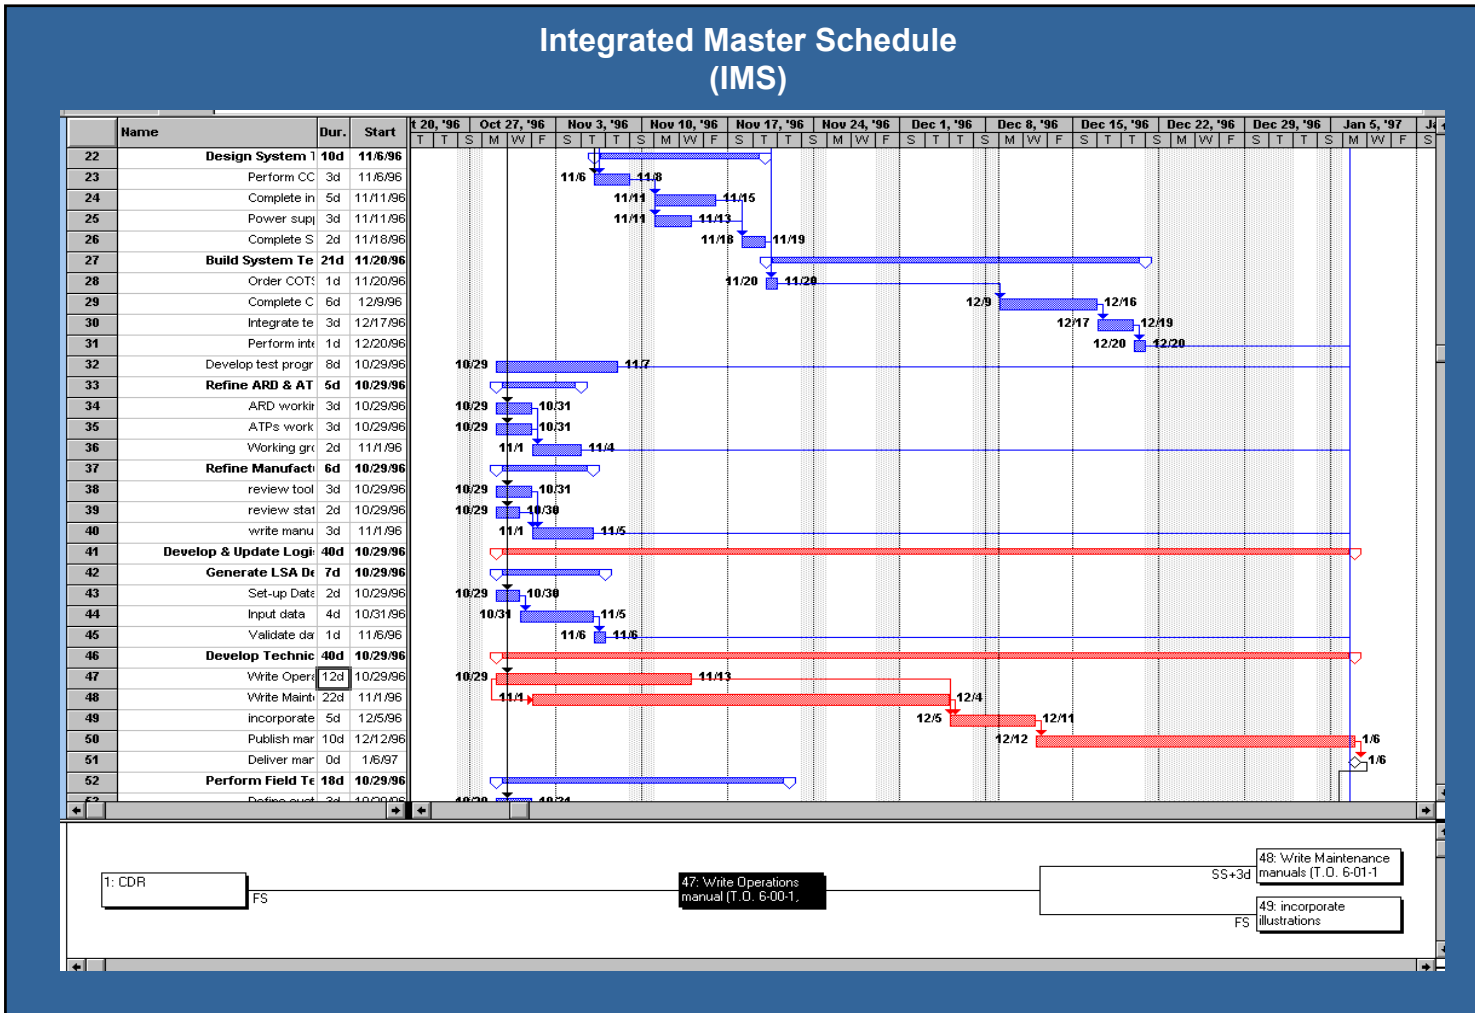 Integrated Master Schedule
(IMS)
Name Dur. Start t 20, '96 Oct 27, '96 Nov 3, '96 Nov 10, '96 Nov 17, '96 Nov 24, '96 Dec 1, '96 Dec 8, '96 Dec 15, '96 Dec 22, '96 Dec 29, '96 Jan 5, '97 Ja
T T S M W F S T T S M W F S T T S M W F S T T S M W F S T T S M W F S
22 Design System T 10d 11/6/96
23 Perform CC 3d 11/6/96 11/6 11/8
24 Complete in 5d 11/11/96 11/11 11/15
25 Power supp 3d 11/11/96 11/11 11/13
26 Complete S 2d 11/18/96 11/18 11/19
27 Build System Te 21d 11/20/96
28 Order COTS 1d 11/20/96 11/20 11/20
29 Complete C 6d 12/9/96 12/9 12/16
30 Integrate te 3d 12/17/96 12/17 12/19
31 Perform inte 1d 12/20/96 12/20 12/20
32 Develop test progr 8d 10/29/96 10/29 11/7
33 Refine ARD & AT 5d 10/29/96
34 ARD workin 3d 10/29/96 10/29 10/31
35 ATPs work 3d 10/29/96 10/29 10/31
36 Working gro 2d 11/1/96 11/1 11/4
37 Refine Manufact 6d 10/29/96
38 review tool 3d 10/29/96 10/29 10/31
39 review stat 2d 10/29/96 10/29 10/30
40 write manu 3d 11/1/96 11/1 11/5
41 Develop & Update Logi 40d 10/29/96
42 Generate LSA De 7d 10/29/96
43 Set-up Data 2d 10/29/96 10/29 10/30
44 Input data 4d 10/31/96 10/31 11/5
45 Validate da 1d 11/6/96 11/6 11/6
46 Develop Technic 40d 10/29/96
47 Write Opera 12d 10/29/96 10/29 11/13
48 Write Maint 22d 11/1/96 11/1 12/4
49 incorporate 5d 12/5/96 12/5 12/11
50 Publish man 10d 12/12/96 12/12 1/6
51 Deliver man 0d 1/6/97 1/6
52 Perform Field Te 18d 10/29/96
53 Define cust 3d 10/29/96 10/29 10/31
1: CDR
FS
47: Write Operations
manual (T.O. 6-00-1,
SS+3d
48: Write Maintenance
manuals (T.O. 6-01-1
FS
49: incorporate
illustrations